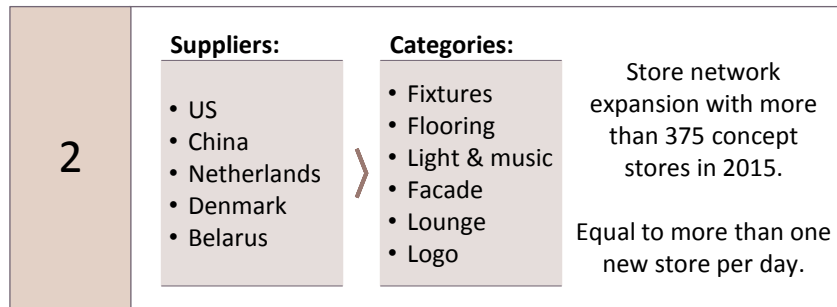 2
Suppliers:
• US
• China
• Netherlands
• Denmark
• Belarus
Categories:
• Fixtures
• Flooring
• Light & music
• Facade
• Lounge
• Logo
Store network
expansion with more
than 375 concept
stores in 2015.
Equal to more than one
new store per day.